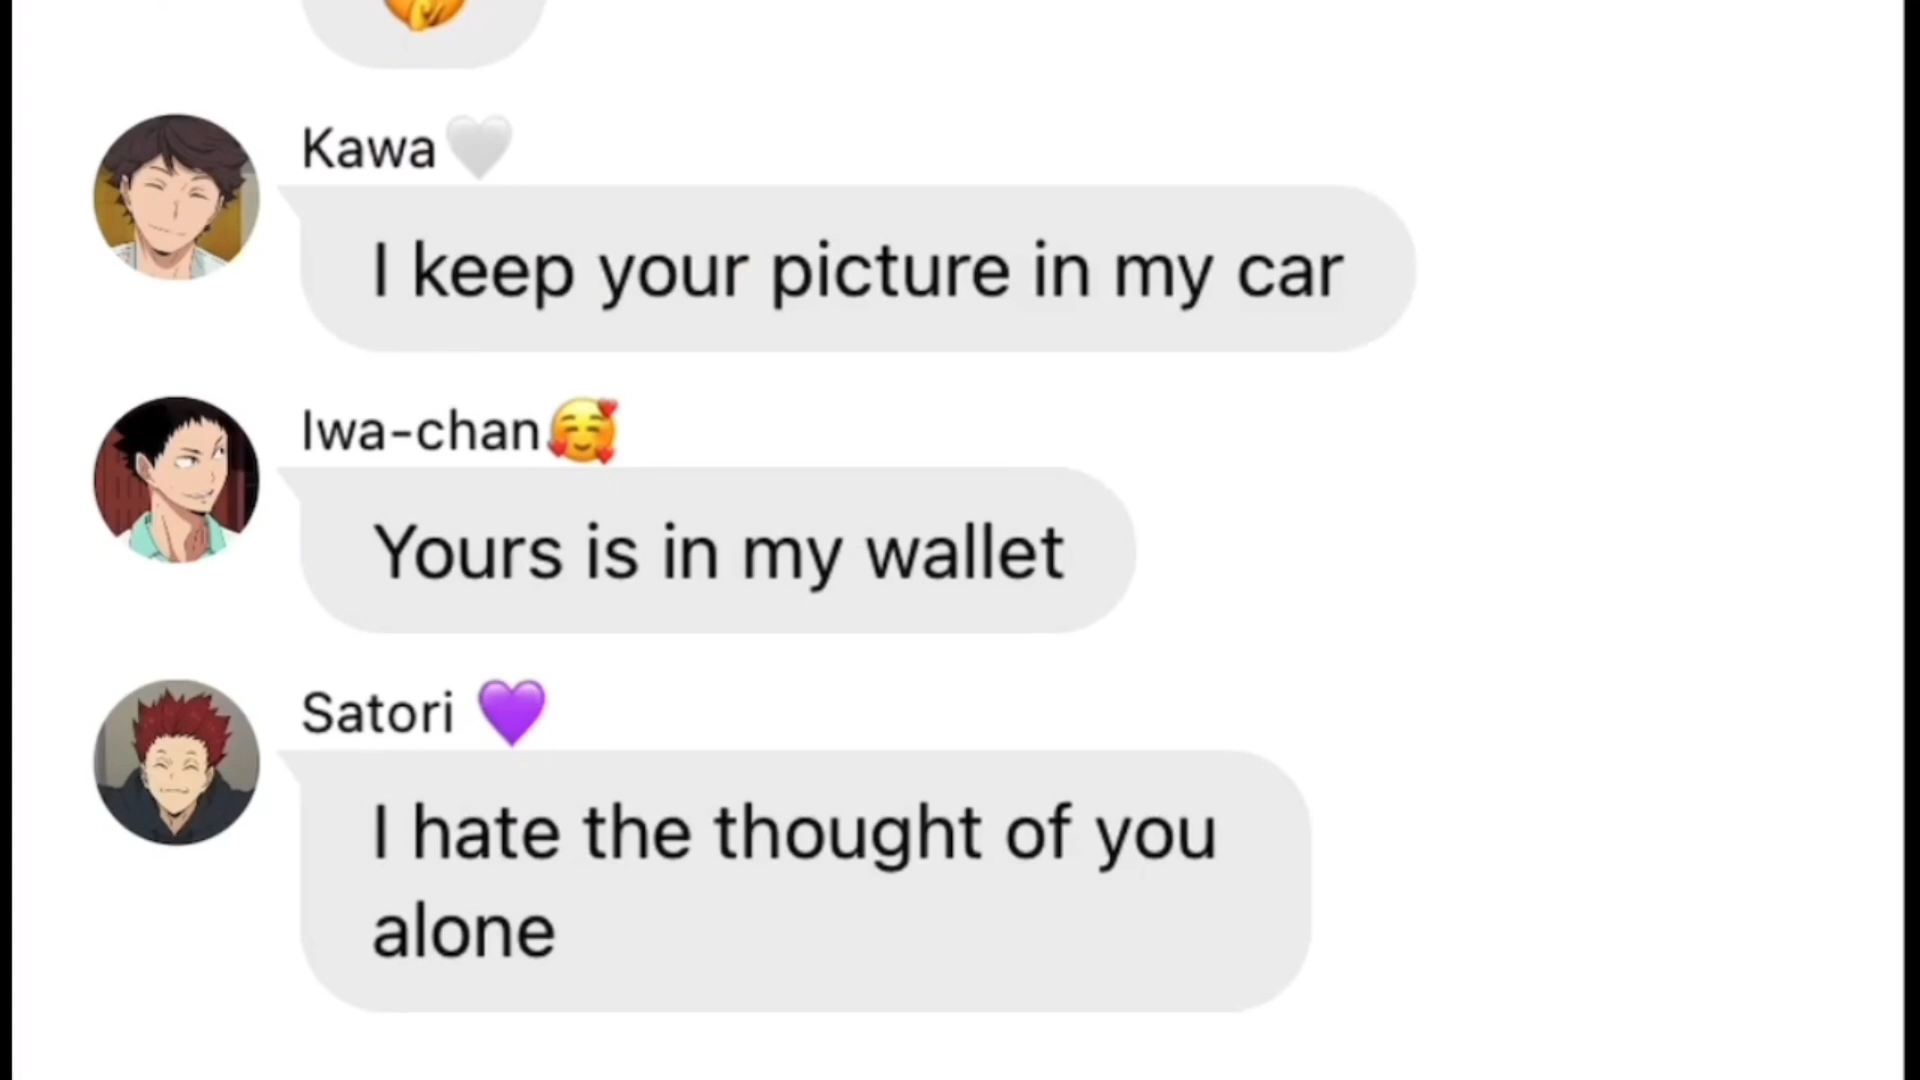 Kawa🤍
I keep your picture in my car
Iwa-chan🥰
Yours is in my wallet
Satori 💜
I hate the thought of you
alone